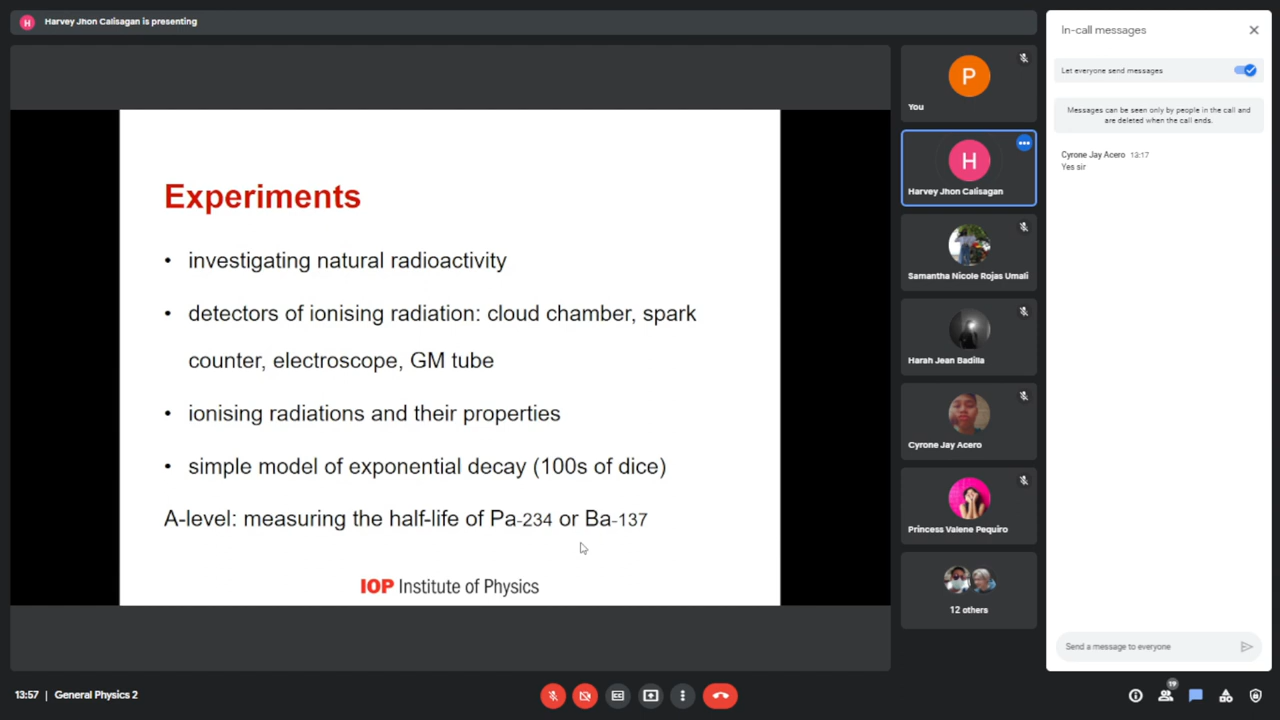 H Harvey Jhon Calisagan is presenting
Experiments
• investigating natural radioactivity
• detectors of ionising radiation: cloud chamber, spark
counter, electroscope, GM tube
• ionising radiations and their properties
• simple model of exponential decay (100s of dice)
A-level: measuring the half-life of Pa-234 or Ba-137
IOP Institute of Physics
P
You
H
Harvey Jhon Calisagan
Samantha Nicole Rojas Umali
Harah Jean Badilla
Cyrone Jay Acero
Princess Valene Pequiro
12 others
In-call messages
Let everyone send messages
Messages can be seen only by people in the call and
are deleted when the call ends.
Cyrone Jay Acero 13:17
Yes sir
Send a message to everyone
13:57 | General Physics 2
19